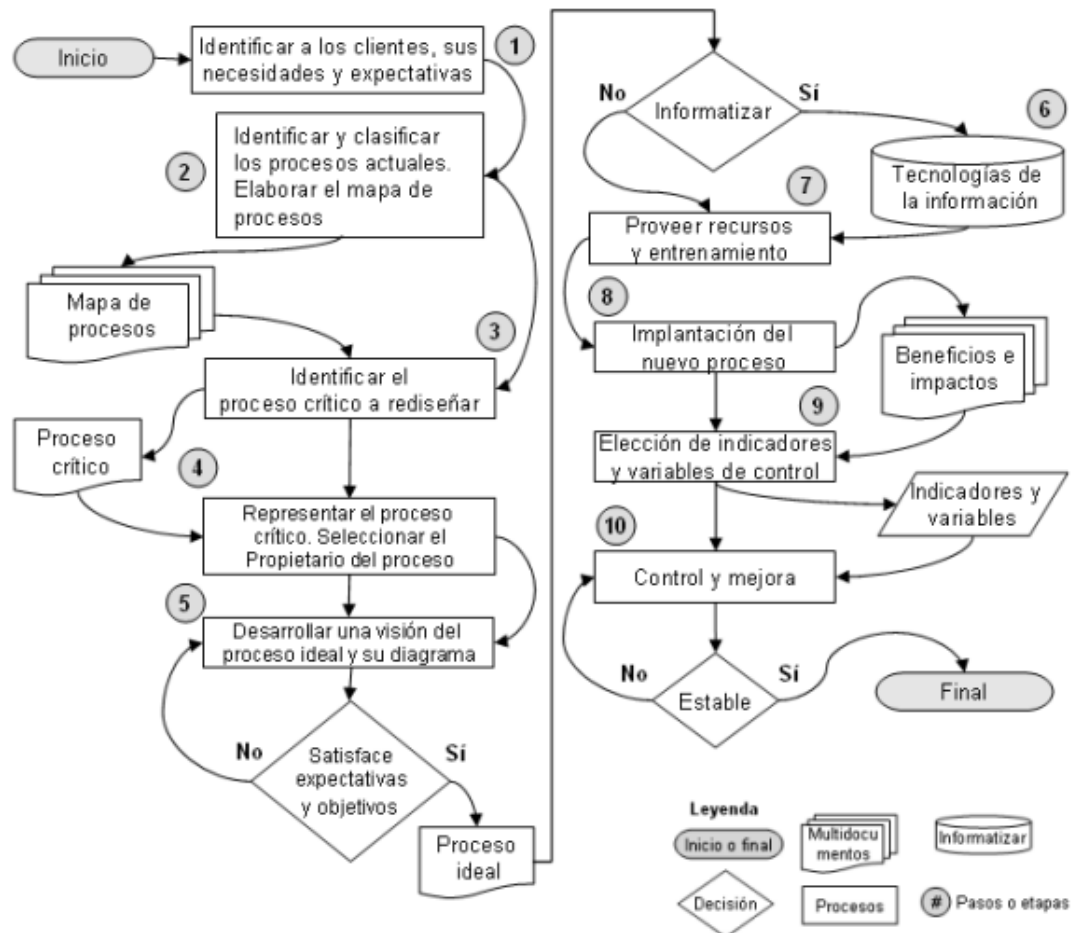 Inicio
Identificar a los clientes, sus
necesidades y expectativas
1
Identificar y clasificar
los procesos actuales.
Elaborar el mapa de
procesos
2
Mapa de
procesos
3
Identificar el
proceso crítico a rediseñar
Proceso
crítico
4
Representar el proceso
crítico. Seleccionar el
Propietario del proceso
5
Desarrollar una visión del
proceso ideal y su diagrama
No
Satisface
expectativas
y objetivos
Sí
Proceso
ideal
No
Informatizar
Sí
6
Tecnologías de
la información
7
Proveer recursos
y entrenamiento
8
Implantación del
nuevo proceso
Beneficios e
impactos
9
Elección de indicadores
y variables de control
Indicadores y
variables
10
Control y mejora
No
Estable
Sí
Final
Leyenda
Inicio o final
Multidocu
mentos
Informatizar
Decisión
Procesos
# Pasos o etapas